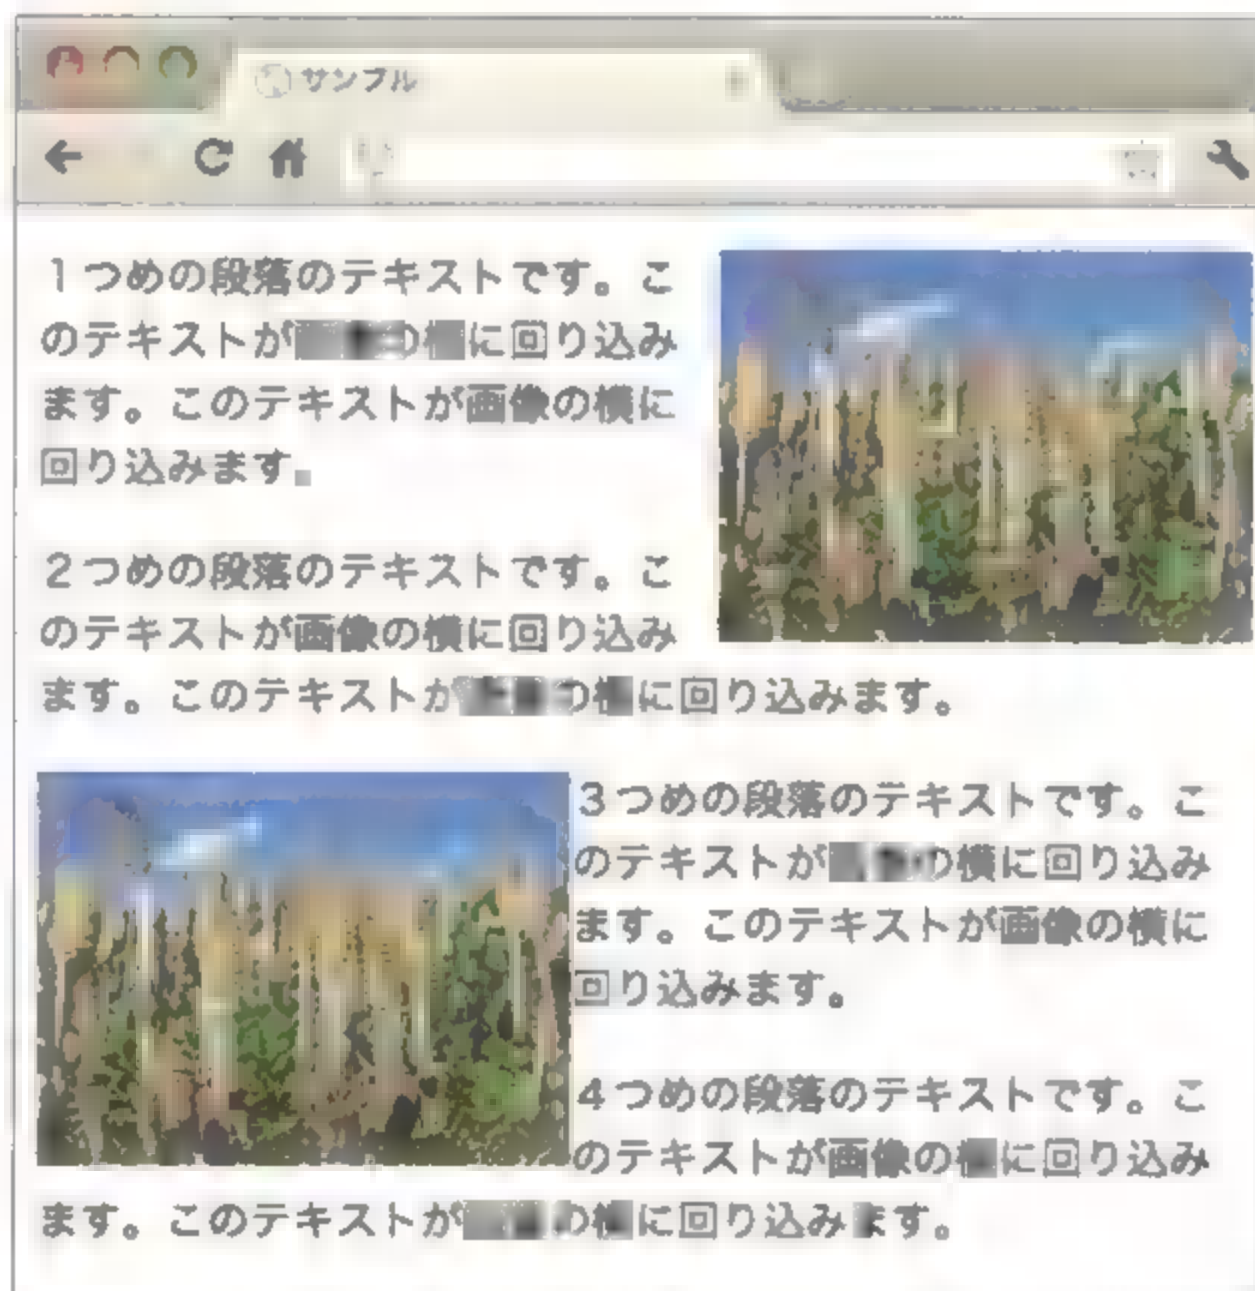 サンプル
1つめの段落のテキストです。こ
のテキストがの横に回り込み
ます。このテキストが画像の横に
回り込みます。
2つめの段落のテキストです。こ
のテキストが画像の横に回り込み
ます。このテキストがの横に回り込みます。
3つめの段落のテキストです。こ
のテキストがの横に回り込み
ます。このテキストが画像の横に
回り込みます。
4つめの段落のテキストです。こ
のテキストが画像の横に回り込み
ます。このテキストがの横に回り込みます。